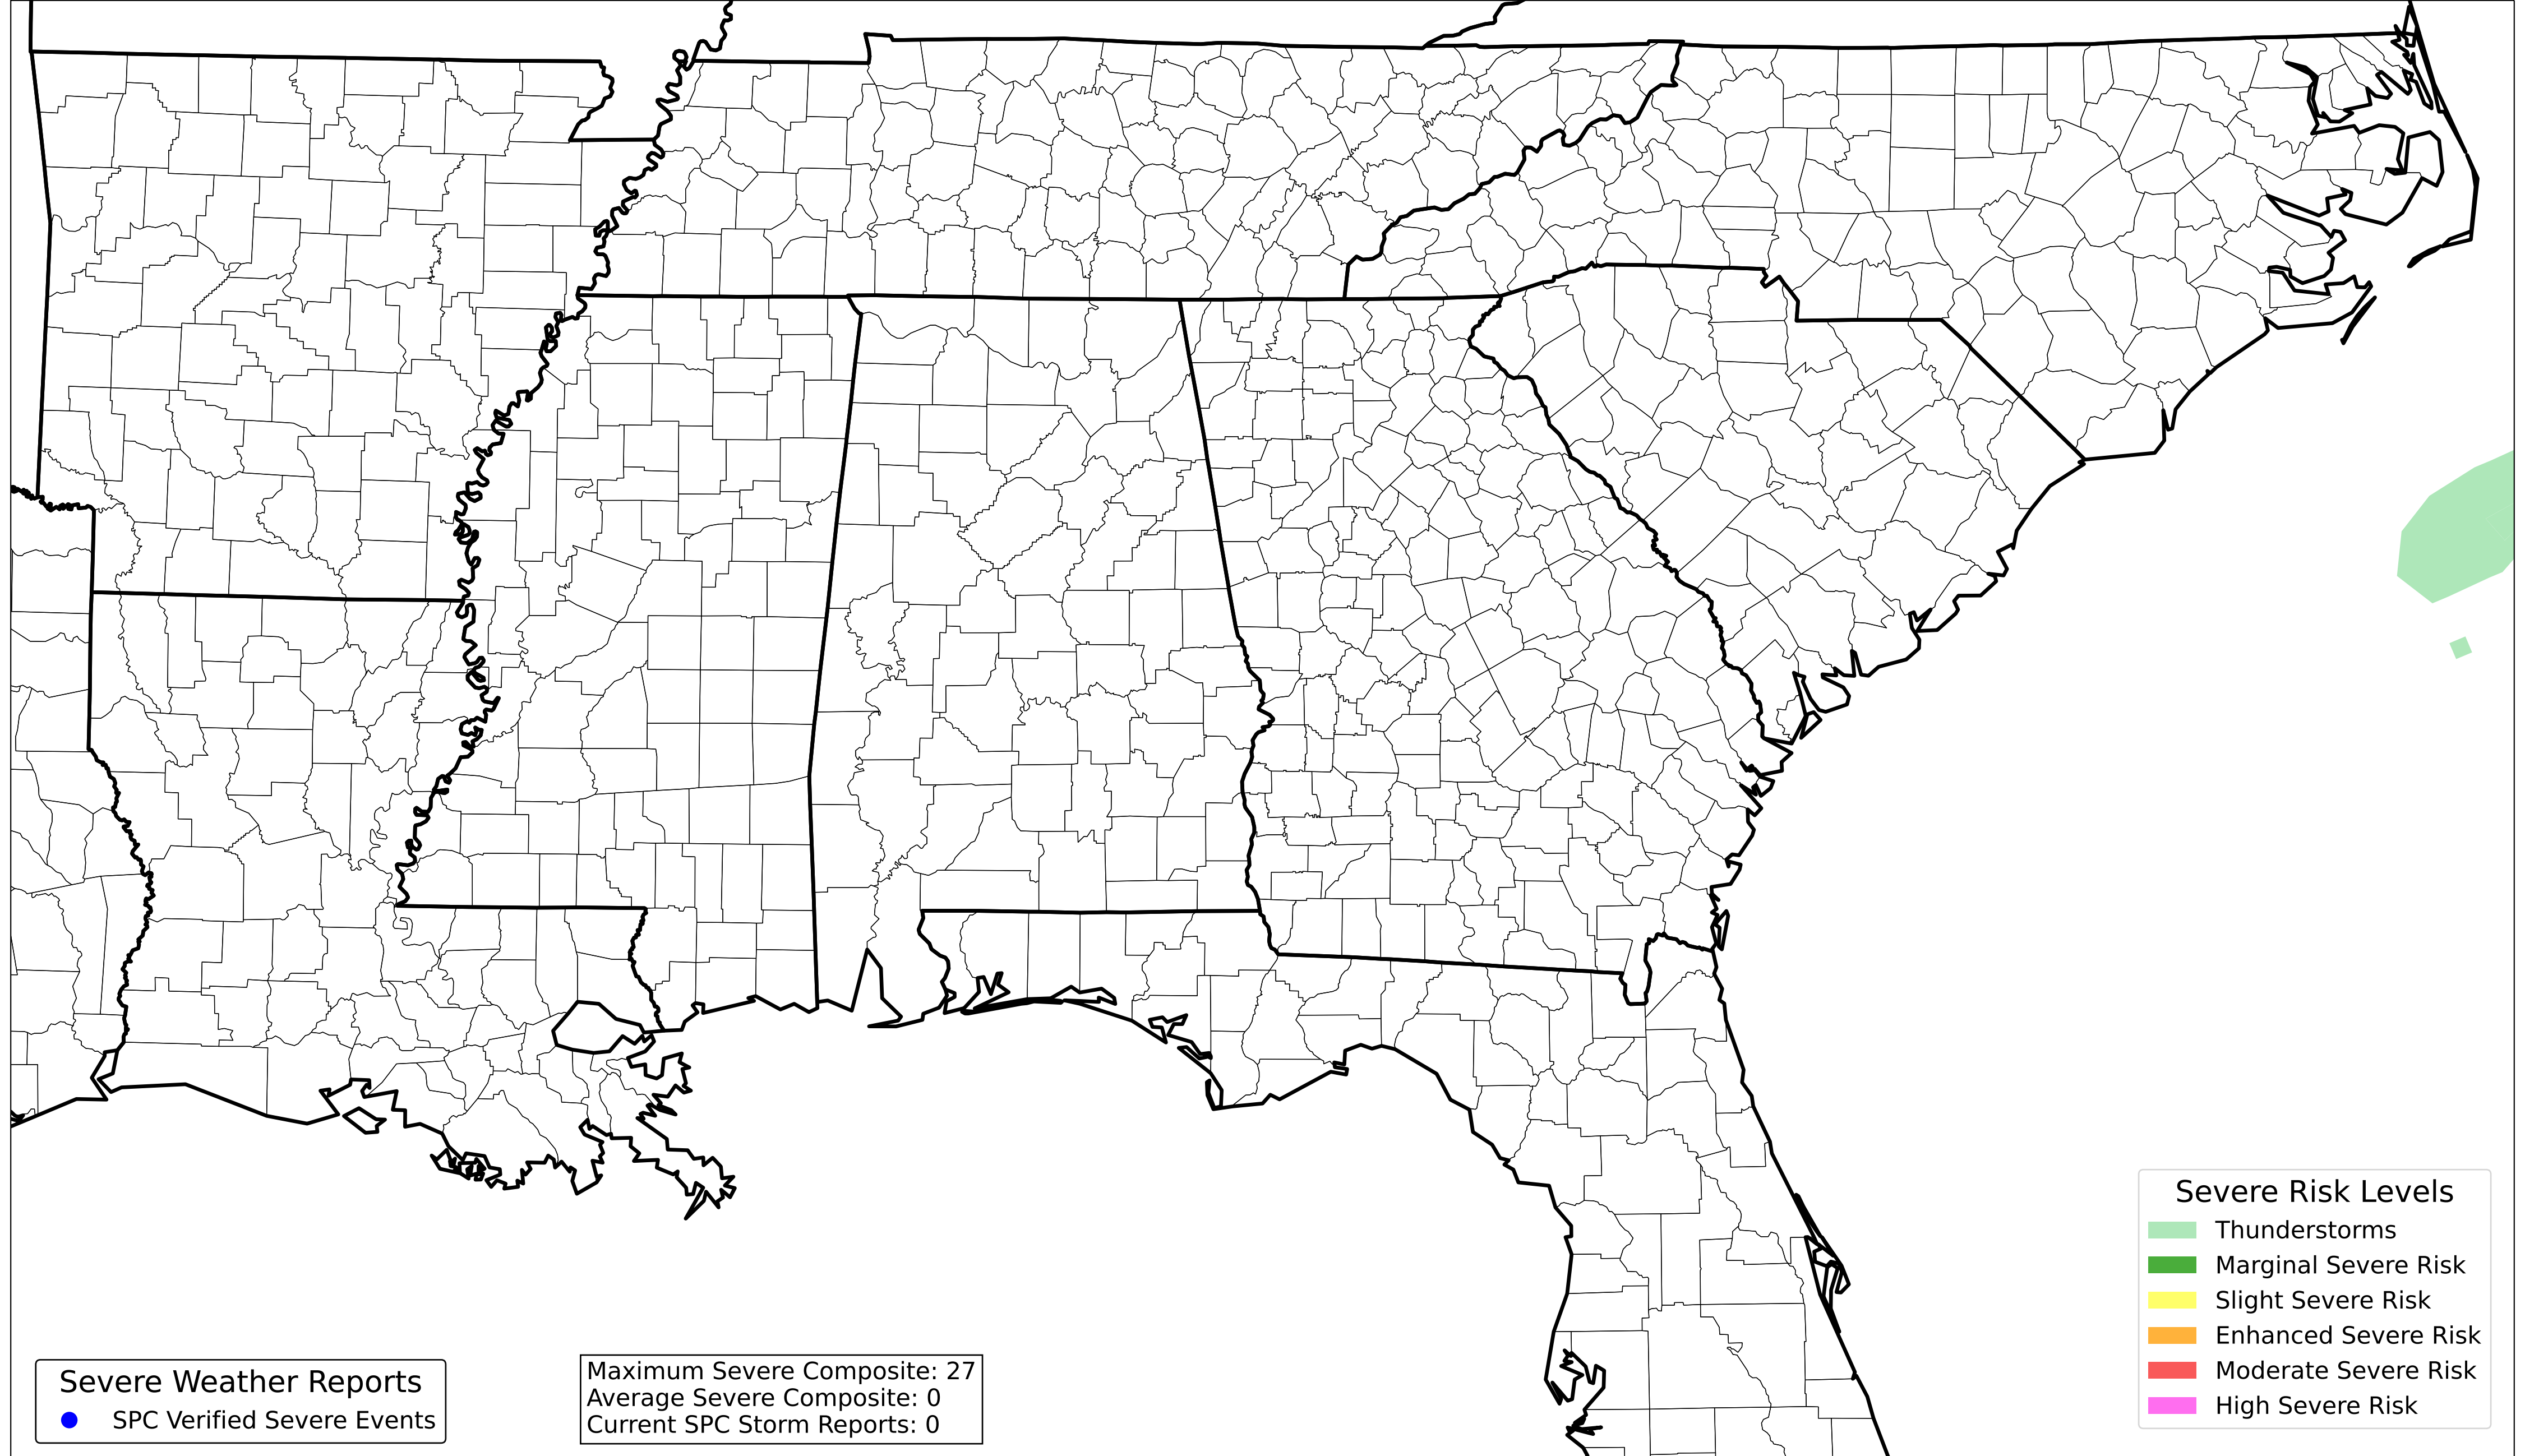 Severe Weather Reports
SPC Verified Severe Events
Maximum Severe Composite: 27
Average Severe Composite: 0
Current SPC Storm Reports: 0
Severe Risk Levels
Thunderstorms
Marginal Severe Risk
Slight Severe Risk
Enhanced Severe Risk
Moderate Severe Risk
High Severe Risk